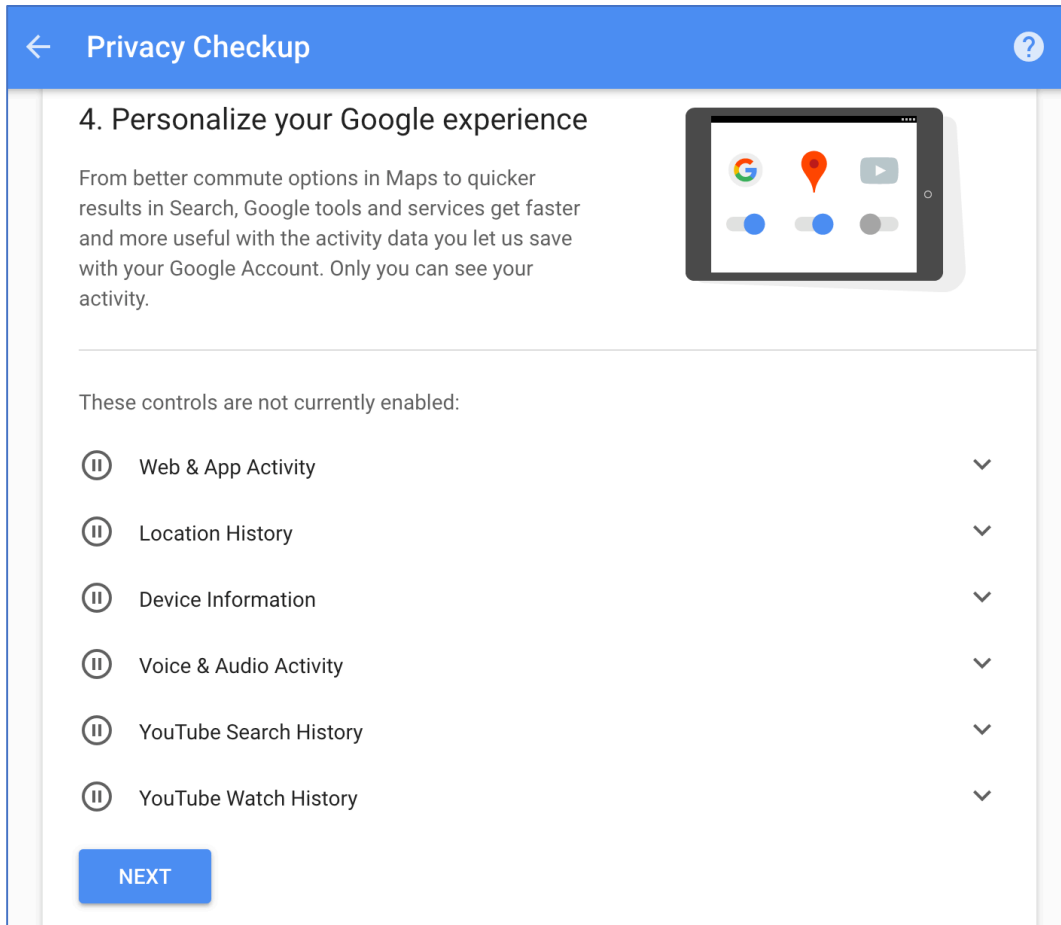 Privacy Checkup
4. Personalize your Google experience
From better commute options in Maps to quicker
results in Search, Google tools and services get faster
and more useful with the activity data you let us save
with your Google Account. Only you can see your
activity.
These controls are not currently enabled:
Web & App Activity
Location History
Device Information
Voice & Audio Activity
YouTube Search History
YouTube Watch History
NEXT